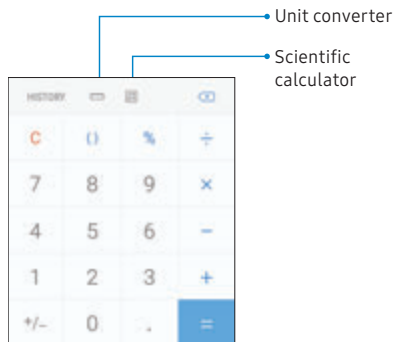 Unit converter
Scientific
calculator
HISTORY
C () % ÷
7 8 9 ×
4 5 6 −
1 2 3 +
+/− 0 . =